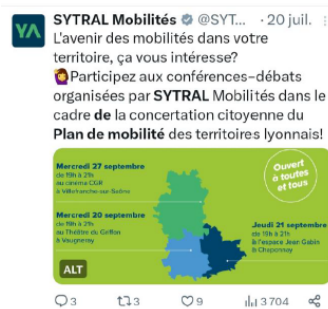 SYTRAL Mobilités @SYT... · 20 juil.
L'avenir des mobilités dans votre
territoire, ça vous intéresse?
🙋‍♀️Participez aux conférences-débats
organisées par SYTRAL Mobilités dans le
cadre de la concertation citoyenne du
Plan de mobilité des territoires lyonnais!
Mercredi 27 septembre
de 19h à 21h
au cinéma CGR
à Villefranche-sur-Saône
Ouvert
à toutes
et tous
Mercredi 20 septembre
de 19h à 21h
au Théâtre du Griffon
à Vaugneray
Jeudi 21 septembre
de 19h à 21h
à l'espace Jean Gabin
à Chaponnay
ALT
3 3 9 3 704